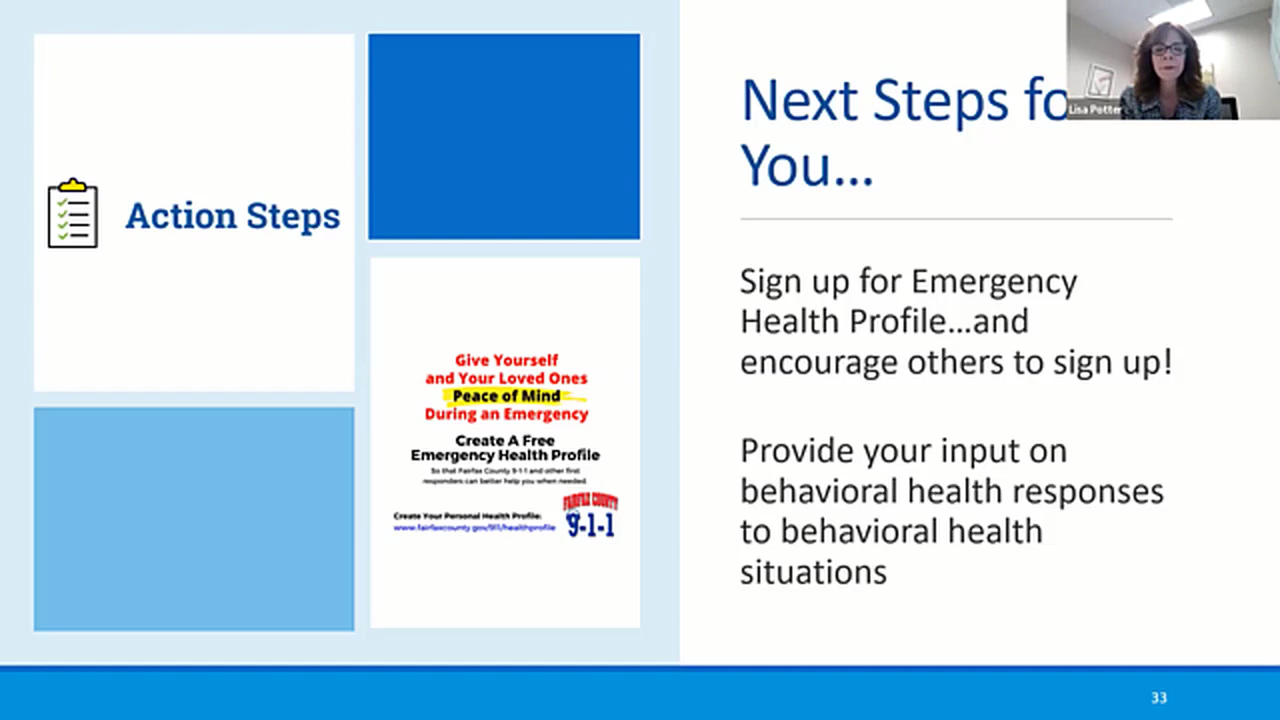 Action Steps
Give Yourself
and Your Loved Ones
Peace of Mind
During an Emergency
Create A Free
Emergency Health Profile
So that Fairfax County 9-1-1 and other first
responders can better help you when needed.
Create Your Personal Health Profile:
www.fairfaxcounty.gov/911/healthprofile
FAIRFAX COUNTY
9-1-1
Next Steps fo
You...
Sign up for Emergency
Health Profile...and
encourage others to sign up!
Provide your input on
behavioral health responses
to behavioral health
situations
Lisa Potter
33